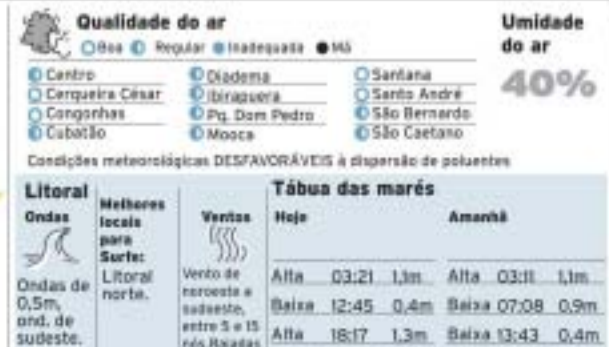 Qualidade do ar
Boa Regular Inadequada Má
Umidade
do ar
40%
Centro
Cerqueira César
Congonhas
Cubatão
Diadema
Ibirapuera
Pq. Dom Pedro
Mooca
Santana
Santo André
São Bernardo
São Caetano
Condições meteorológicas DESFAVORÁVEIS à dispersão de poluentes
Litoral
Ondas
Ondas de
0,5m,
ond. de
sudeste.
Melhores
locais
para
Surfe:
Litoral
norte.
Ventos
Vento de
noroeste a
sudoeste,
entre 5 e 15
nós. Rajadas
Tábua das marés
Hoje
Alta 03:21 1,1m
Baixa 12:45 0,4m
Alta 18:17 1,3m
Amanhã
Alta 03:11 1,1m
Baixa 07:08 0,9m
Baixa 13:43 0,4m